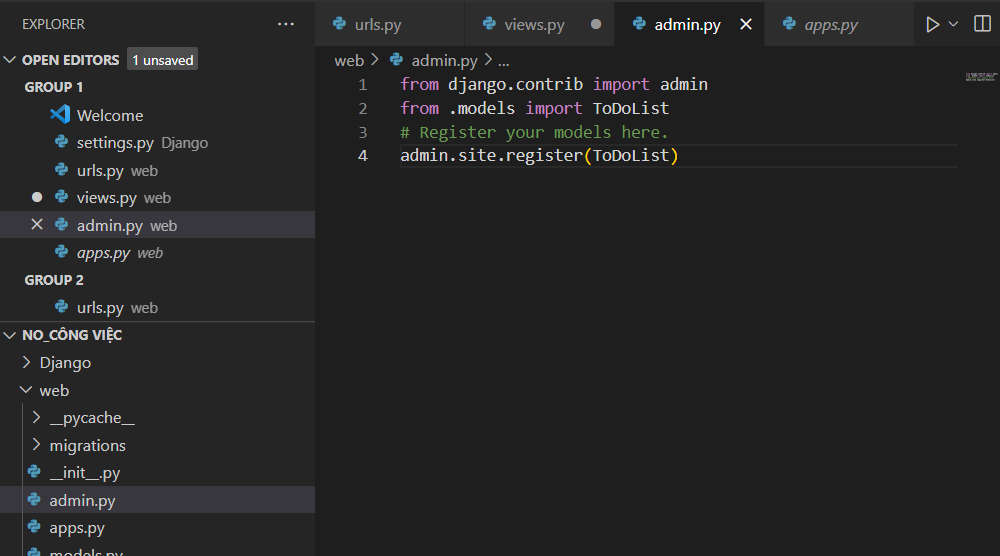 EXPLORER
OPEN EDITORS 1 unsaved
GROUP 1
Welcome
settings.py Django
urls.py web
views.py web
admin.py web
apps.py web
GROUP 2
urls.py web
NO_CÔNG VIỆC
Django
web
__pycache__
migrations
__init__.py
admin.py
apps.py
models.py
urls.py views.py admin.py apps.py
web > admin.py > ...
1 from django.contrib import admin
2 from .models import ToDoList
3 # Register your models here.
4 admin.site.register(ToDoList)